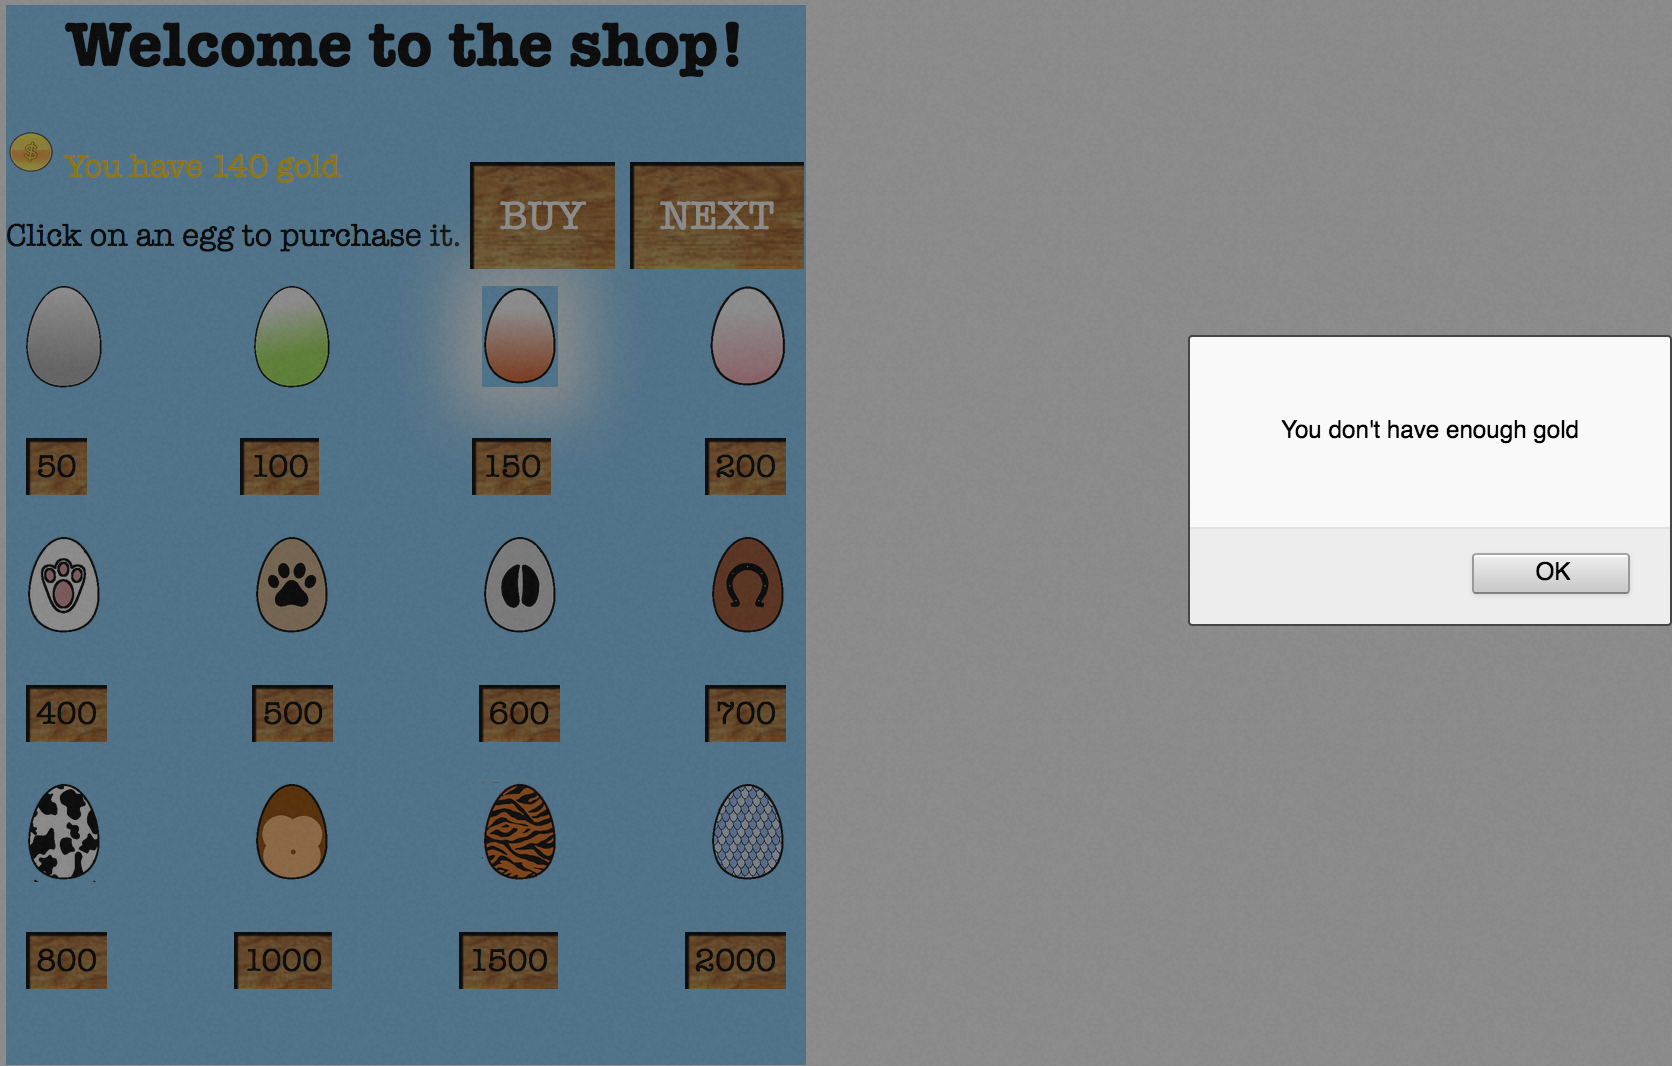 Welcome to the shop!
$ You have 140 gold
Click on an egg to purchase it.
BUY NEXT
50 100 150 200
400 500 600 700
800 1000 1500 2000
You don't have enough gold
OK